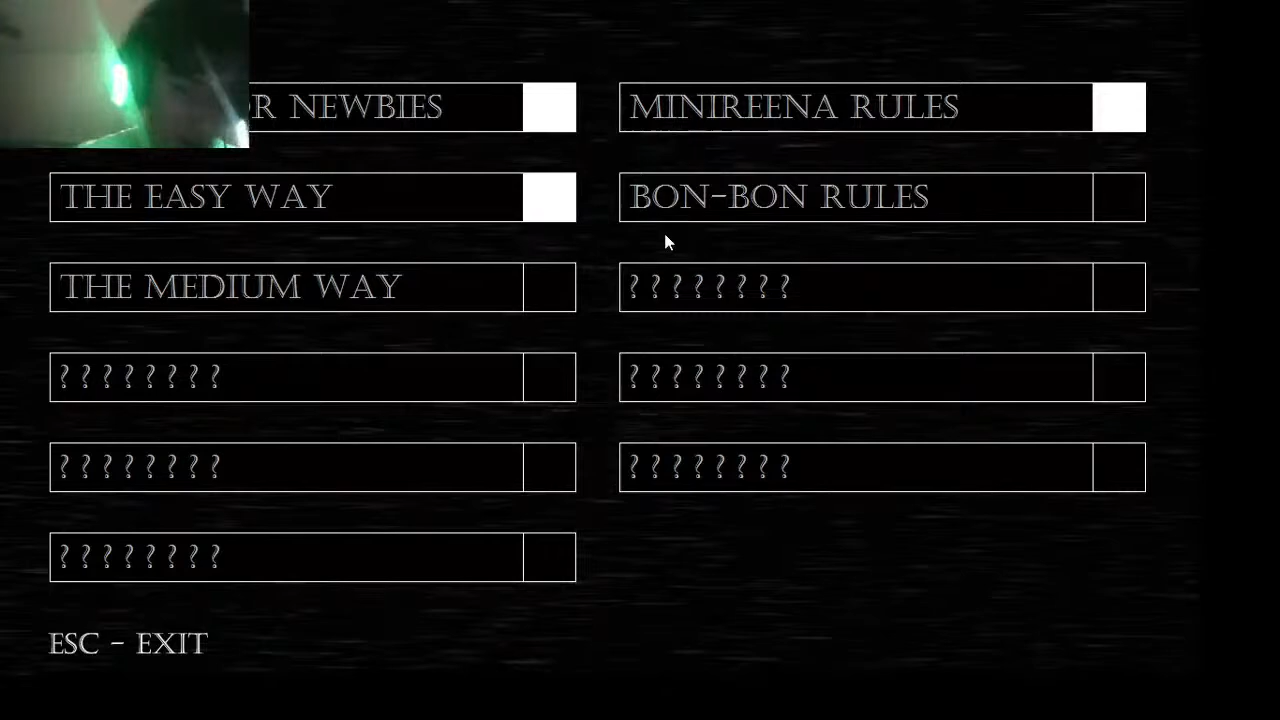 R NEWBIES
THE EASY WAY
THE MEDIUM WAY
? ? ? ? ? ? ? ?
? ? ? ? ? ? ? ?
? ? ? ? ? ? ? ?
MINIREENA RULES
BON-BON RULES
? ? ? ? ? ? ? ?
? ? ? ? ? ? ? ?
? ? ? ? ? ? ? ?
ESC - EXIT